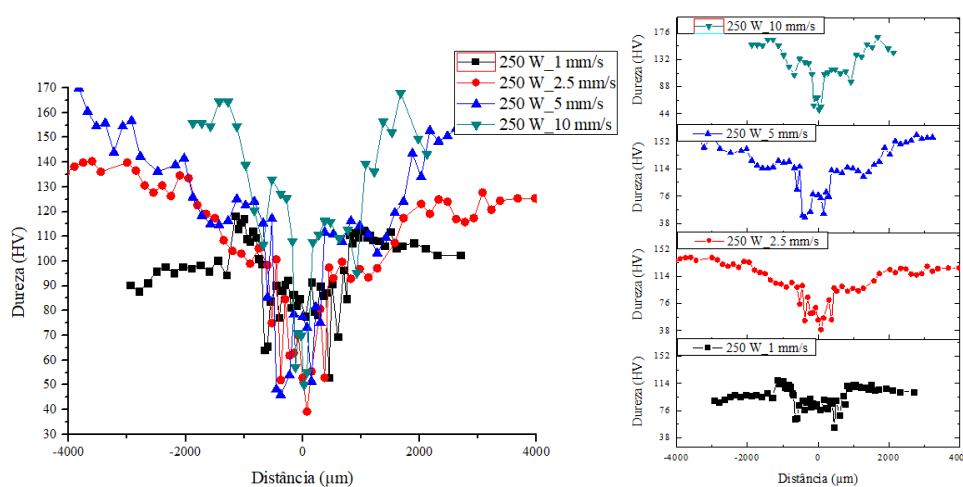 250 W_1 mm/s
250 W_2.5 mm/s
250 W_5 mm/s
250 W_10 mm/s
Dureza (HV)
170
160
150
140
130
120
110
100
90
80
70
60
50
40
30
-4000 -2000 0 2000 4000
Distância (µm)
250 W_10 mm/s
Dureza (HV)
176
132
88
44
250 W_5 mm/s
Dureza (HV)
152
114
76
38
250 W_2.5 mm/s
Dureza (HV)
152
114
76
38
250 W_1 mm/s
Dureza (HV)
152
114
76
38
-4000 -2000 0 2000 4000
Distância (µm)